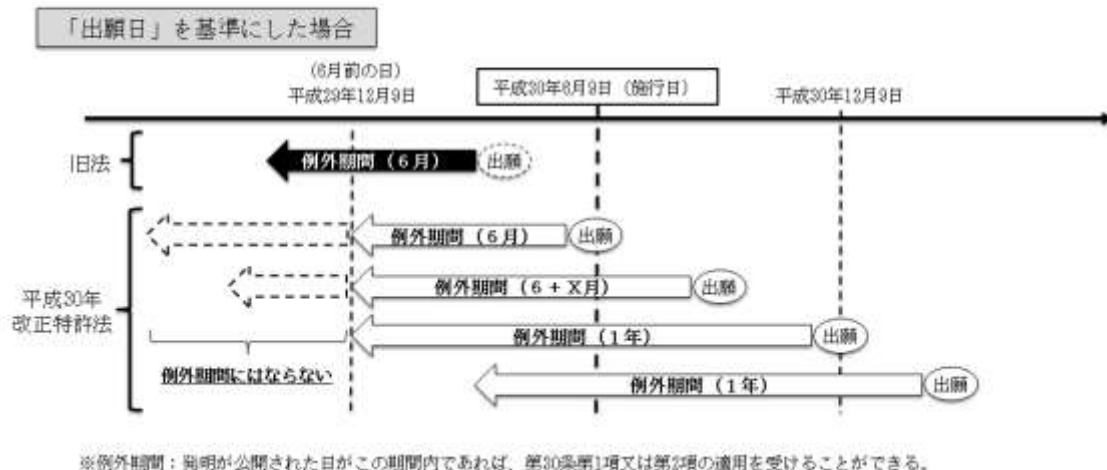 「出願日」を基準にした場合
(6月前の日)
平成29年12月9日
平成30年6月9日（施行日）
平成30年12月9日
旧法
例外期間（６月）
出願
例外期間（６月）
出願
例外期間（６＋Ｘ月）
出願
平成30年
改正特許法
例外期間（１年）
出願
例外期間にはならない
例外期間（１年）
出願
※例外期間：発明が公開された日がこの期間内であれば、第30条第1項又は第2項の適用を受けることができる。